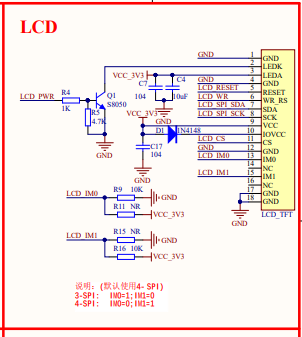 LCD
GND 1 GND
2 LEDK
VCC_3V3 3 LEDA
GND 4 GND
LCD_RESET 5 RESET
LCD_WR 6 WR_RS
LCD_SPI_SDA 7 SDA
LCD_SPI_SCK 8 SCK
9 VCC
10 IOVCC
LCD_CS 11 CS
GND 12 GND
LCD_IM0 13 IM0
14 NC
LCD_IM1 15 IM1
16 NC
17 GND
18 GND
LCD_TFT
GND
C7
104
C4
10uF
GND
LCD_PWR
R4
1K
Q1
S8050
R5
4.7K
GND
VCC_3V3
D1 1N4148
C17
104
GND
LCD_IM0 R9 10K GND
R11 NR VCC_3V3
LCD_IM1 R15 NR GND
R16 10K VCC_3V3
说明：(默认使用4-SPI)
3-SPI: IM0=1;IM1=0
4-SPI: IM0=0;IM1=1